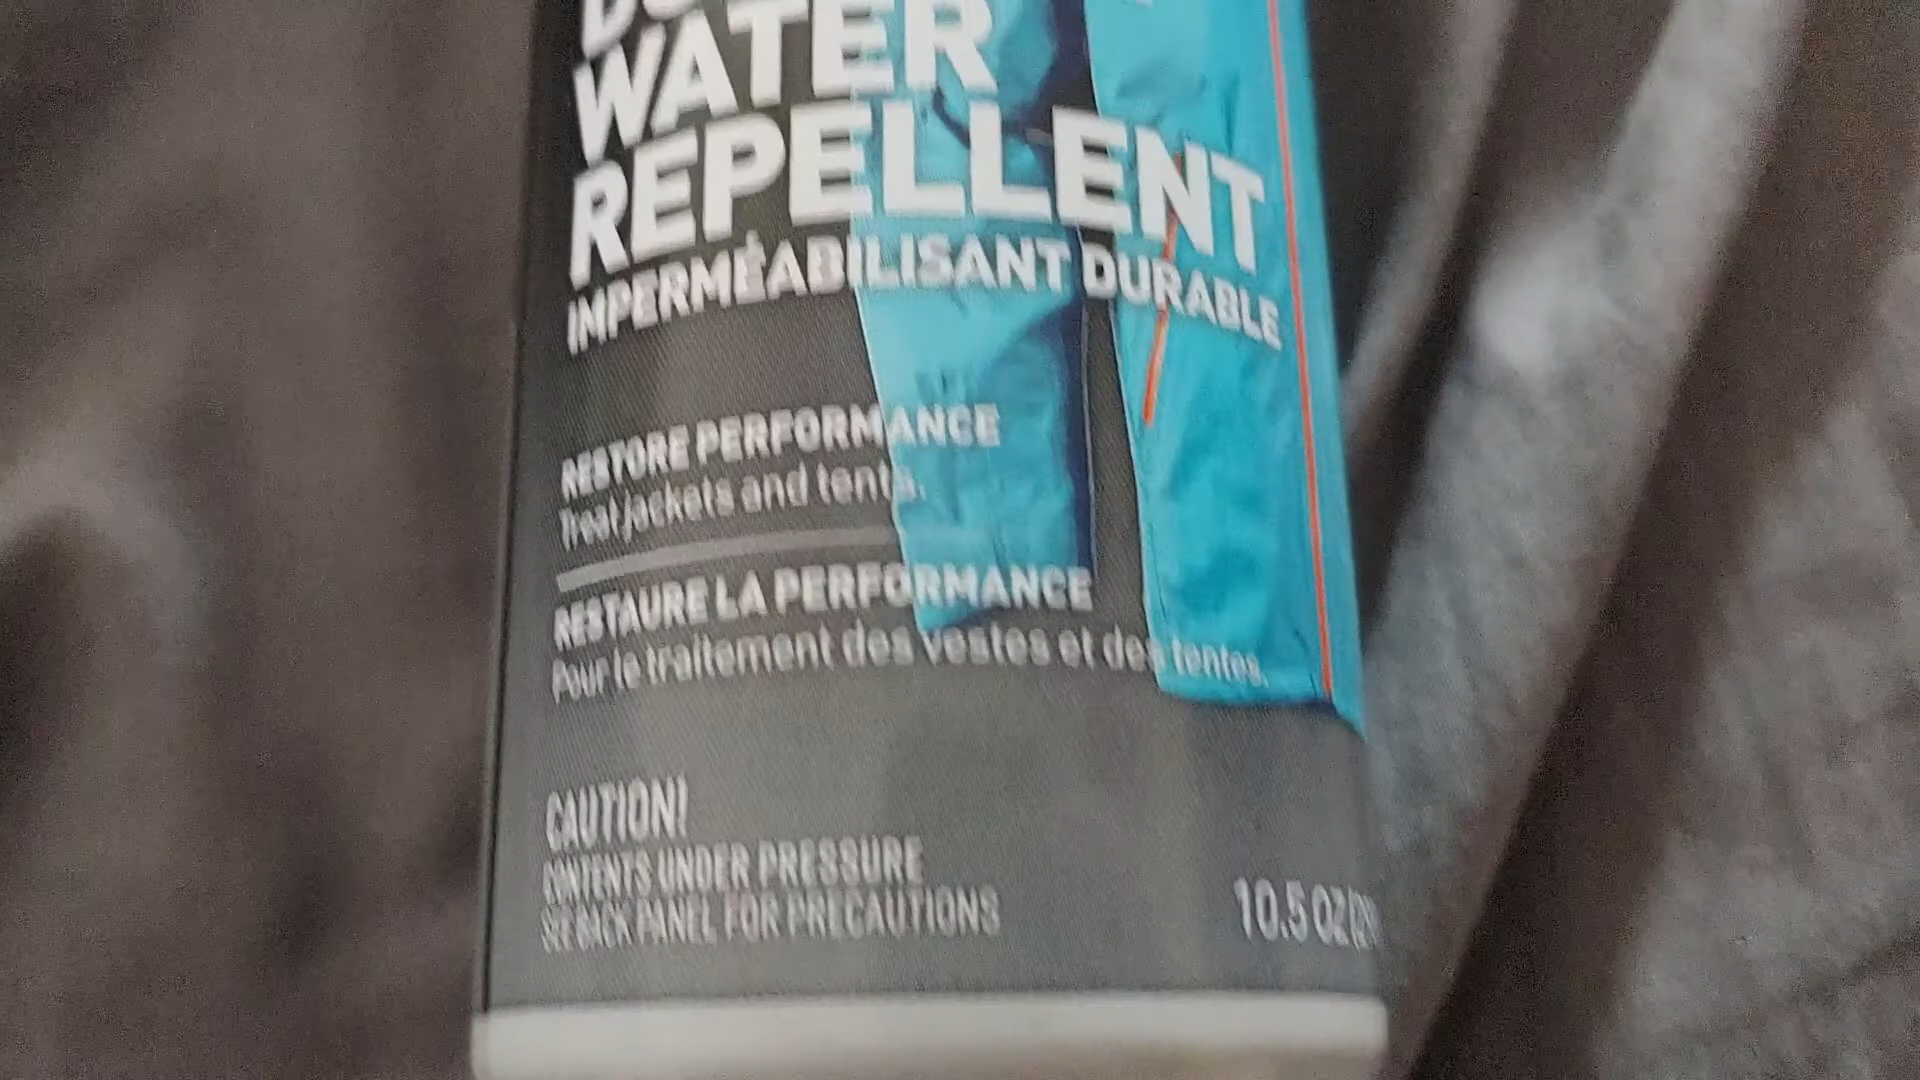 WATER
REPELLENT
IMPERMÉABILISANT DURABLE
RESTORE PERFORMANCE
Treat jackets and tents.
RESTAURE LA PERFORMANCE
Pour le traitement des vestes et des tentes.
CAUTION!
CONTENTS UNDER PRESSURE
SEE BACK PANEL FOR PRECAUTIONS
10.5 OZ